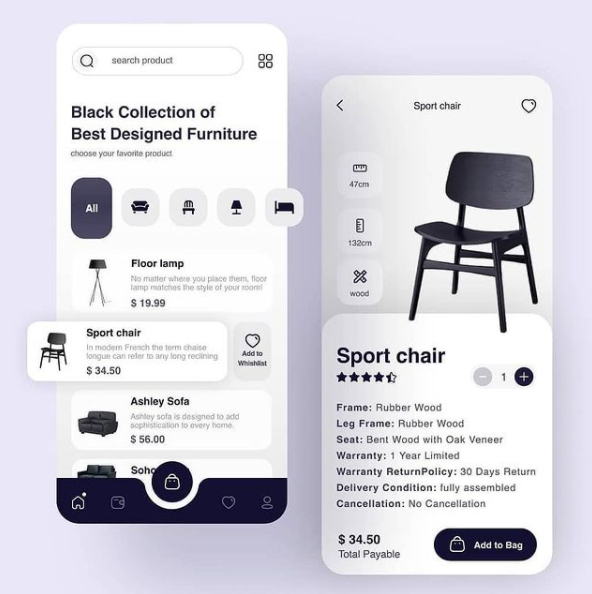 search product
Black Collection of
Best Designed Furniture
choose your favorite product
All
Floor lamp
No matter where you place them, floor
lamp matches the style of your room!
$ 19.99
Sport chair
In modern French the term chaise
longue can refer to any long reclining
$ 34.50
Add to
Whishlist
Ashley Sofa
Ashley sofa is designed to add
sophistication to every home.
$ 56.00
Soho
Sport chair
47cm
132cm
wood
Sport chair
1
Frame: Rubber Wood
Leg Frame: Rubber Wood
Seat: Bent Wood with Oak Veneer
Warranty: 1 Year Limited
Warranty ReturnPolicy: 30 Days Return
Delivery Condition: fully assembled
Cancellation: No Cancellation
$ 34.50
Total Payable
Add to Bag